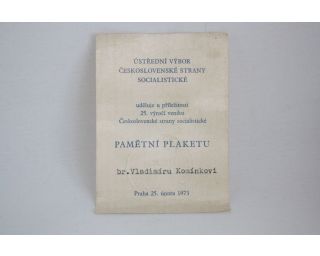 ÚSTŘEDNÍ VÝBOR
ČESKOSLOVENSKÉ STRANY
SOCIALISTICKÉ
uděluje u příležitosti
25. výročí vzniku
Československé strany socialistické
PAMĚTNÍ PLAKETU
br.Vladimíru Komínkovi
Praha 25. února 1973